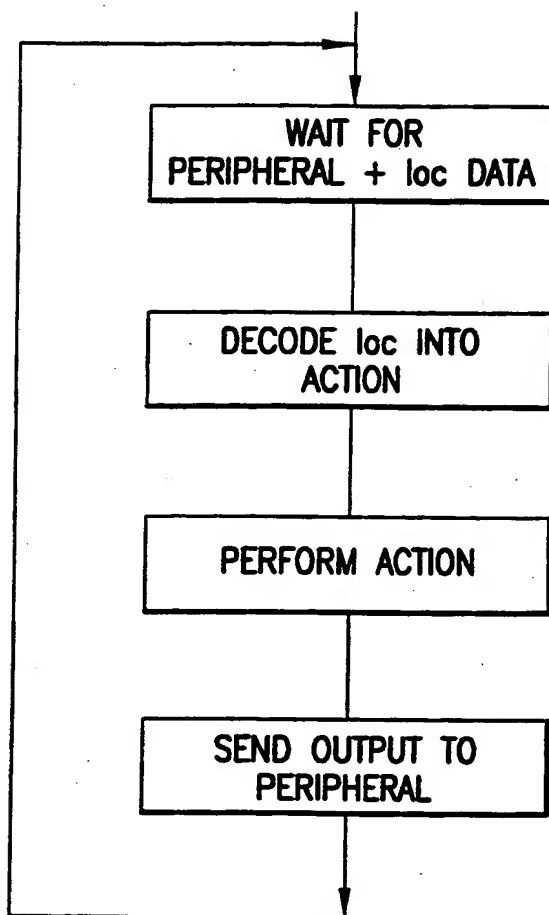 WAIT FOR
PERIPHERAL + loc DATA
DECODE loc INTO
ACTION
PERFORM ACTION
SEND OUTPUT TO
PERIPHERAL